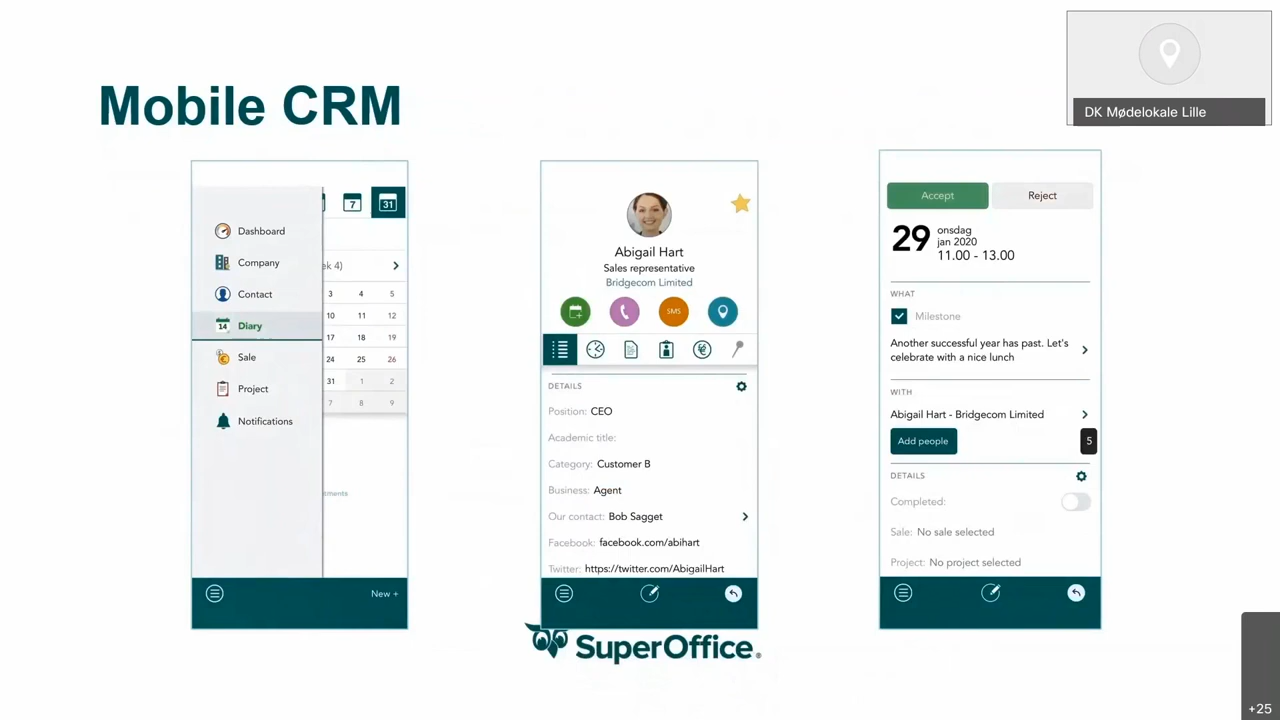 Mobile CRM
DK Mødelokale Lille
7
31
Dashboard
Company
Contact
14
Diary
Sale
Project
Notifications
ek 4)
3 4 5
10 11 12
17 18 19
24 25 26
31 1 2
7 8 9
tments
New +
Abigail Hart
Sales representative
Bridgecom Limited
SMS
DETAILS
Position: CEO
Academic title:
Category: Customer B
Business: Agent
Our contact: Bob Sagget
Facebook: facebook.com/abihart
Twitter: https://twitter.com/AbigailHart
Accept Reject
29
onsdag
jan 2020
11.00 - 13.00
WHAT
Milestone
Another successful year has past. Let's
celebrate with a nice lunch
WITH
Abigail Hart - Bridgecom Limited
Add people
5
DETAILS
Completed:
Sale: No sale selected
Project: No project selected
SuperOffice®
+25